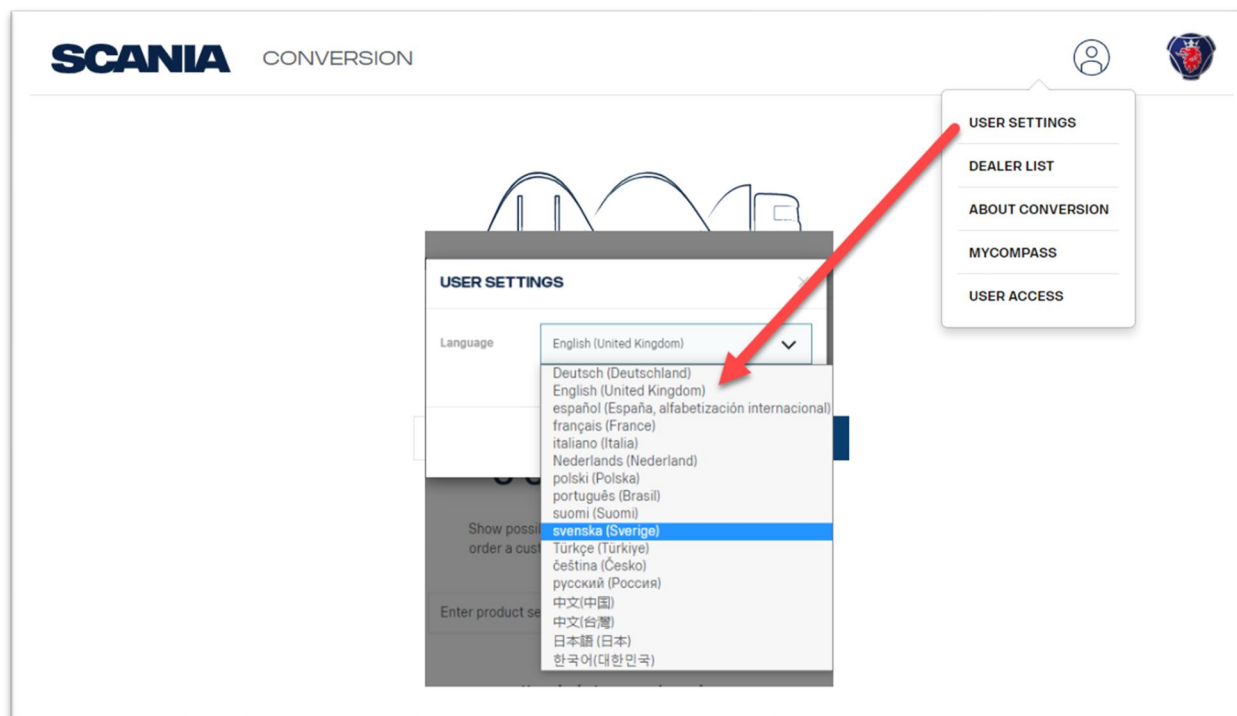 SCANIA CONVERSION
USER SETTINGS
DEALER LIST
ABOUT CONVERSION
MYCOMPASS
USER ACCESS
USER SETTINGS
Language
English (United Kingdom)
Deutsch (Deutschland)
English (United Kingdom)
español (España, alfabetización internacional)
français (France)
italiano (Italia)
Nederlands (Nederland)
polski (Polska)
português (Brasil)
suomi (Suomi)
svenska (Sverige)
Türkçe (Türkiye)
čeština (Česko)
русский (Россия)
中文(中国)
中文(台灣)
日本語 (日本)
한국어(대한민국)
Show
order a
Enter product